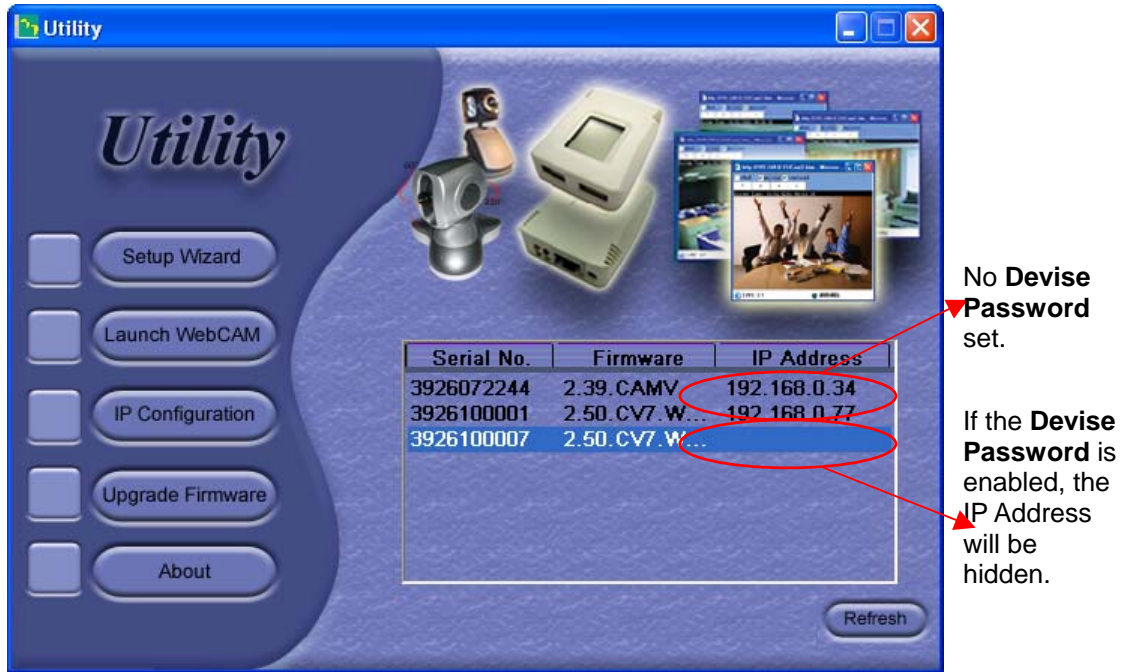 Utility
Utility
Setup Wizard
Launch WebCAM
IP Configuration
Upgrade Firmware
About
Serial No. Firmware IP Address
3926072244 2.39.CAMV 192.168.0.34
3926100001 2.50.CV7.W... 192.168.0.77
3926100007 2.50.CV7.W...
Refresh
No Devise
Password
set.
If the Devise
Password is
enabled, the
IP Address
will be
hidden.